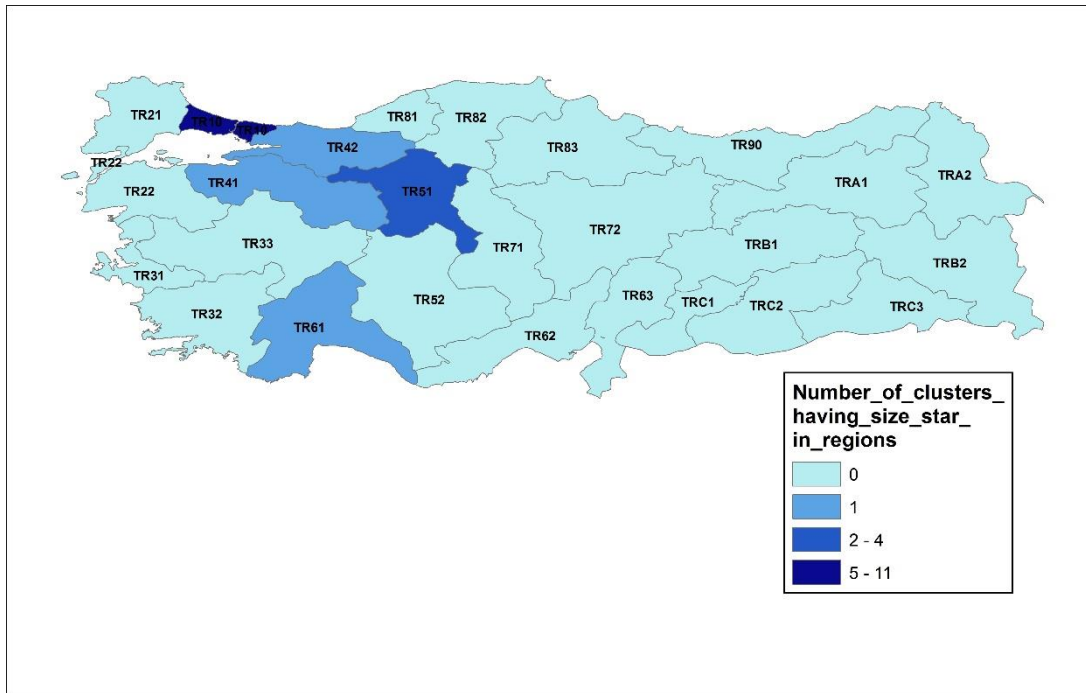 TR21
TR10
TR10
TR81
TR82
TR42
TR83
TR90
TR22
TR41
TR22
TR51
TRA1
TRA2
TR33
TR71
TR72
TRB1
TRB2
TR31
TR32
TR61
TR52
TR63
TRC1
TRC2
TRC3
TR62
Number_of_clusters_
having_size_star_
in_regions
0
1
2 - 4
5 - 11